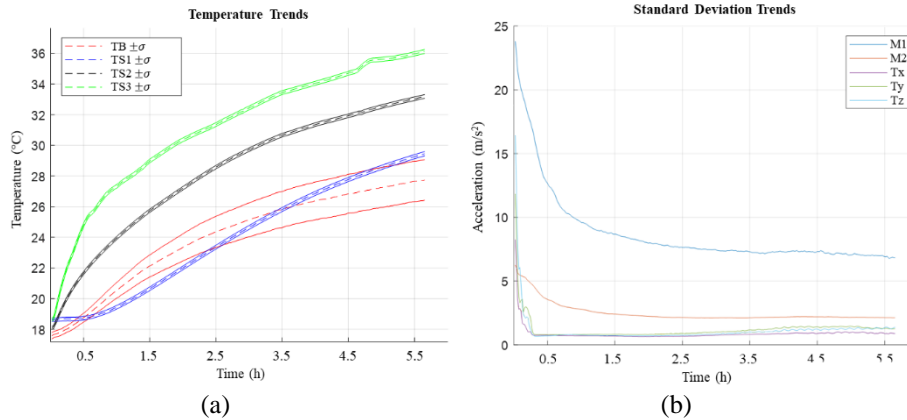 Temperature Trends
TB ±σ
TS1 ±σ
TS2 ±σ
TS3 ±σ
Temperature (°C)
36
34
32
30
28
26
24
22
20
18
0.5 1.5 2.5 3.5 4.5 5.5
Time (h)
(a)
Standard Deviation Trends
M1
M2
Tx
Ty
Tz
Acceleration (m/s²)
25
20
15
10
5
0
0.5 1.5 2.5 3.5 4.5 5.5
Time (h)
(b)